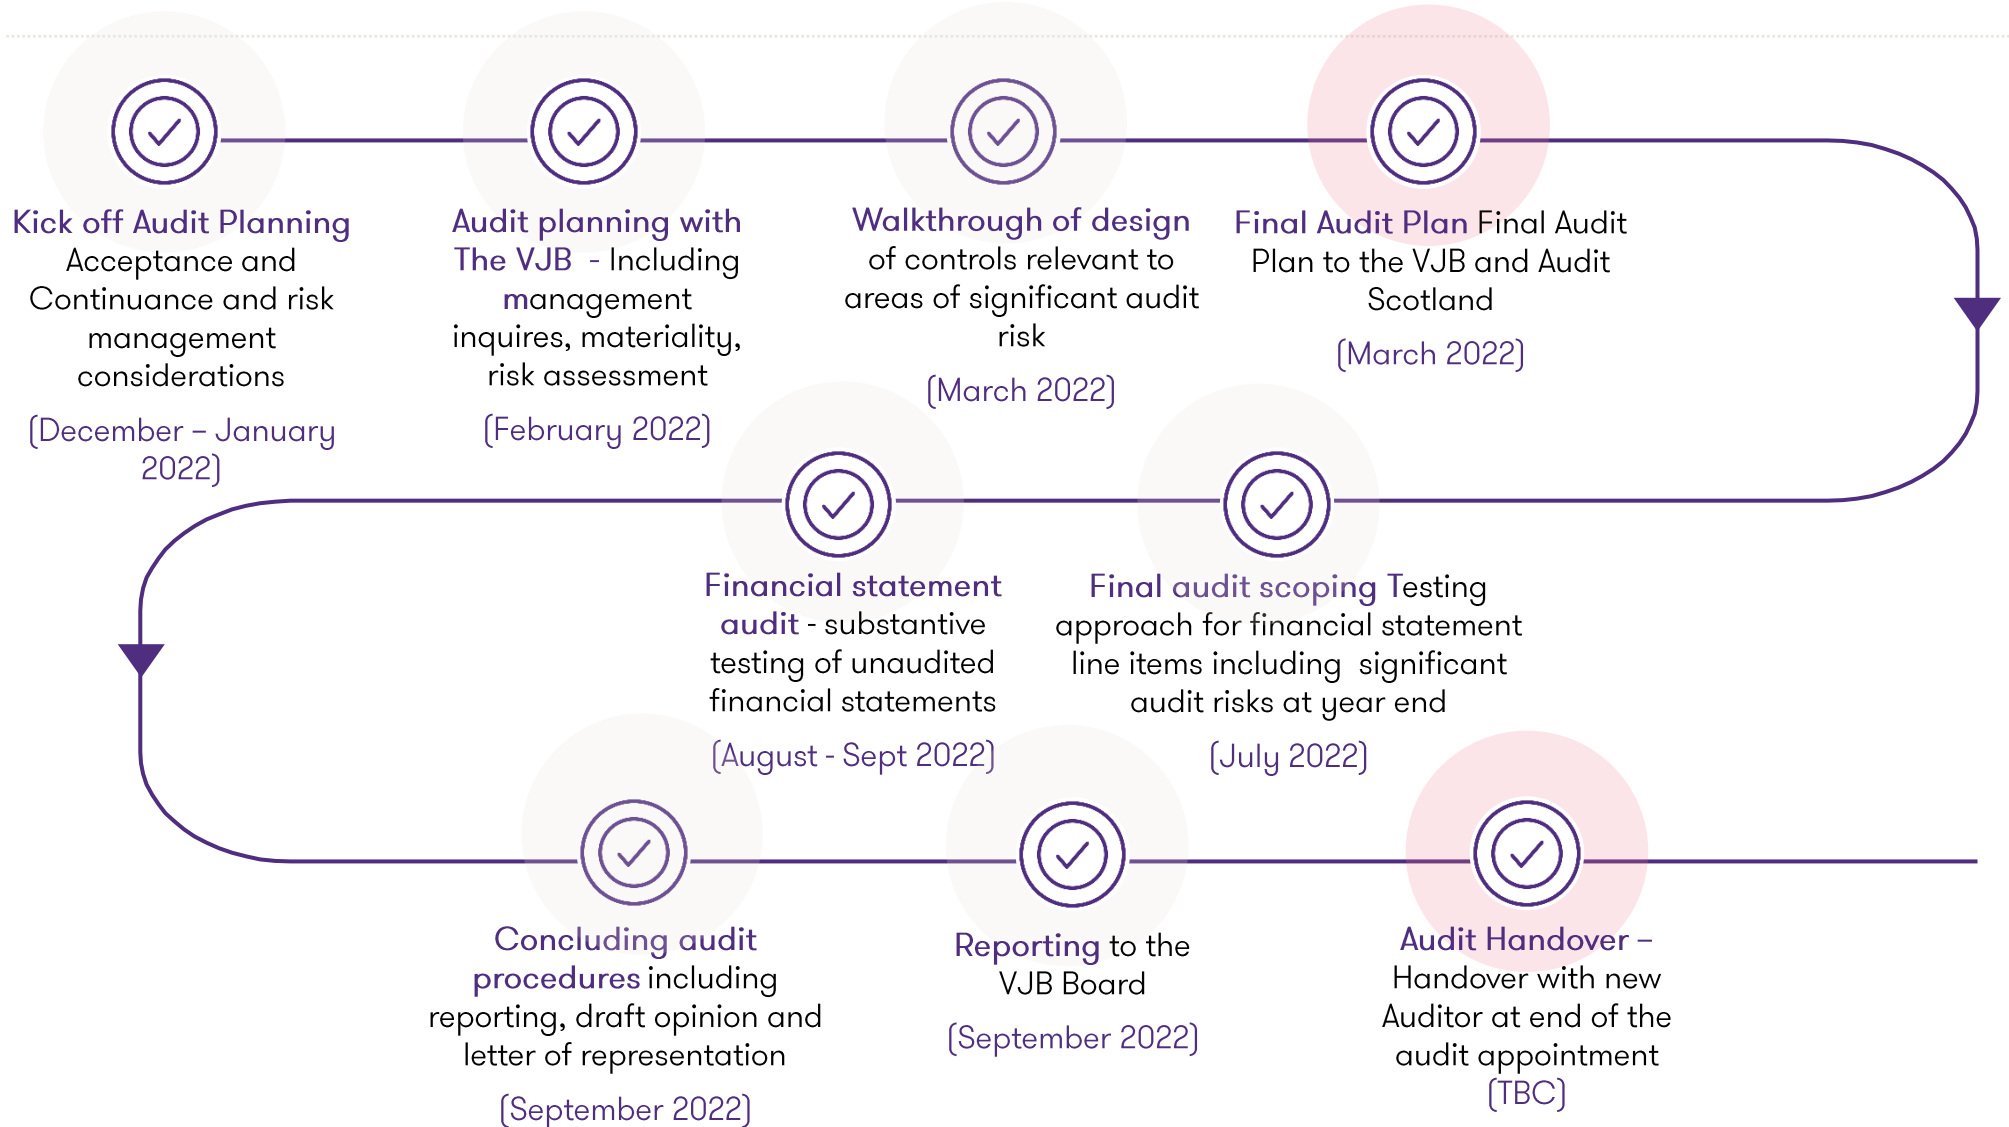 Kick off Audit Planning
Acceptance and
Continuance and risk
management
considerations
(December – January
2022)
Audit planning with
The VJB - Including
management
inquires, materiality,
risk assessment
(February 2022)
Walkthrough of design
of controls relevant to
areas of significant audit
risk
(March 2022)
Final Audit Plan Final Audit
Plan to the VJB and Audit
Scotland
(March 2022)
Final audit scoping Testing
approach for financial statement
line items including significant
audit risks at year end
(July 2022)
Financial statement
audit - substantive
testing of unaudited
financial statements
(August - Sept 2022)
Concluding audit
procedures including
reporting, draft opinion and
letter of representation
(September 2022)
Reporting to the
VJB Board
(September 2022)
Audit Handover –
Handover with new
Auditor at end of the
audit appointment
(TBC)